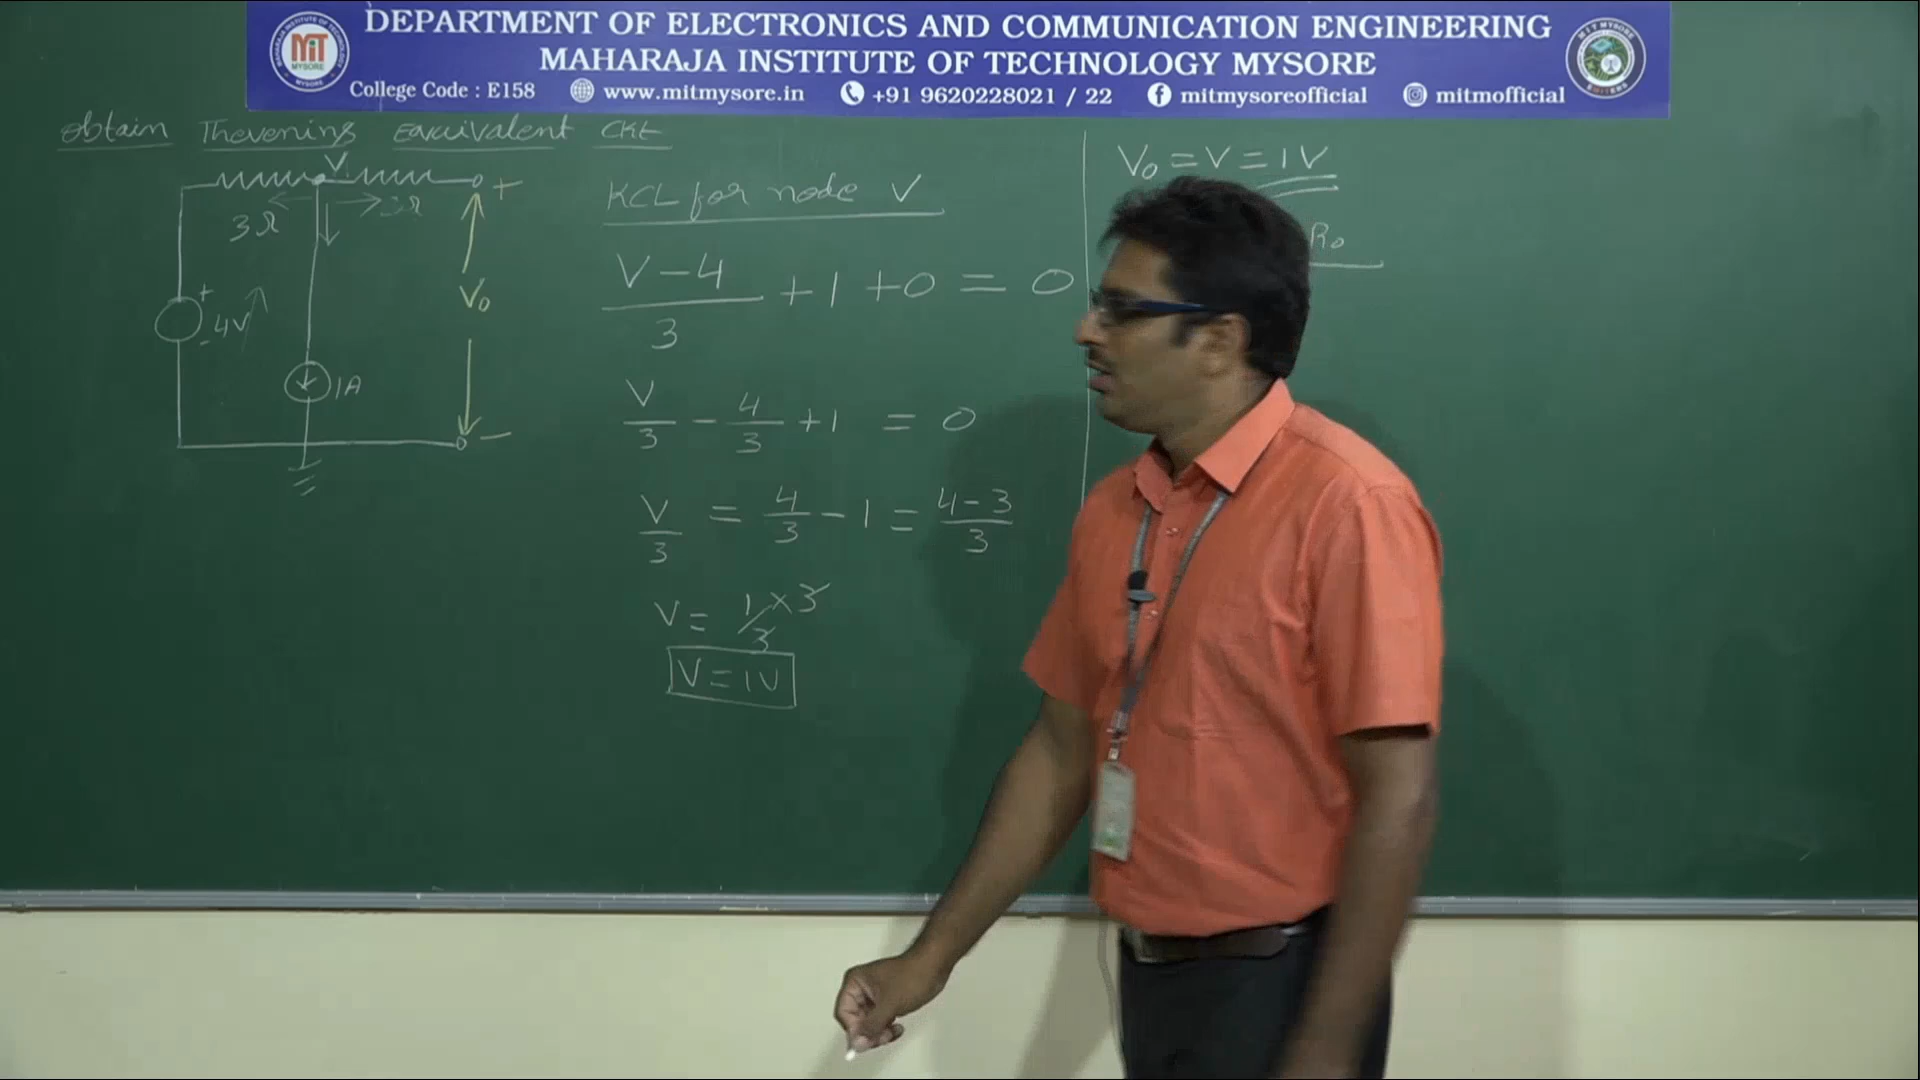 DEPARTMENT OF ELECTRONICS AND COMMUNICATION ENGINEERING
MAHARAJA INSTITUTE OF TECHNOLOGY MYSORE
College Code : E158 www.mitmysore.in +91 9620228021 / 22 mitmysoreofficial mitmofficial
MIT
MYSORE
obtain Thevenins Equivalent Ckt
V
3Ω
+
Vo
+
- 4V
1A
-
KCL for node V
V-4/3 + 1 + 0 = 0
V/3 - 4/3 + 1 = 0
V/3 = 4/3 - 1 = 4-3/3
V = 1/3 × 3
V = 1V
Vo = V = 1V
Ro